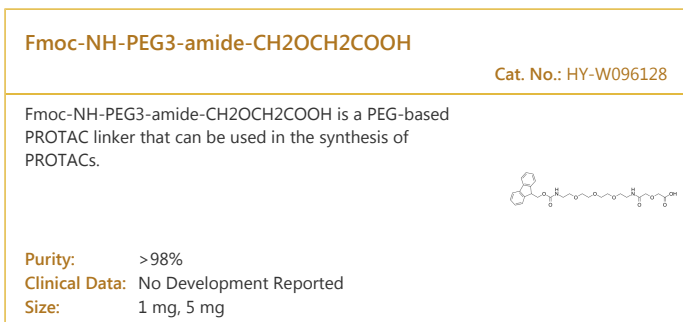 Fmoc-NH-PEG3-amide-CH2OCH2COOH
Cat. No.: HY-W096128
Fmoc-NH-PEG3-amide-CH2OCH2COOH is a PEG-based
PROTAC linker that can be used in the synthesis of
PROTACs.
Purity: >98%
Clinical Data: No Development Reported
Size: 1 mg, 5 mg